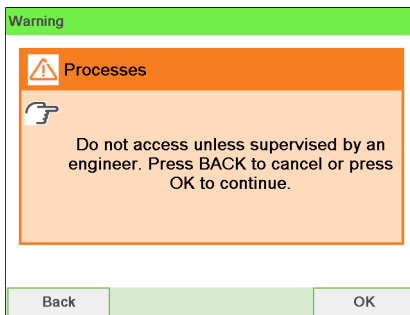 Warning
Processes
Do not access unless supervised by an
engineer. Press BACK to cancel or press
OK to continue.
Back
OK